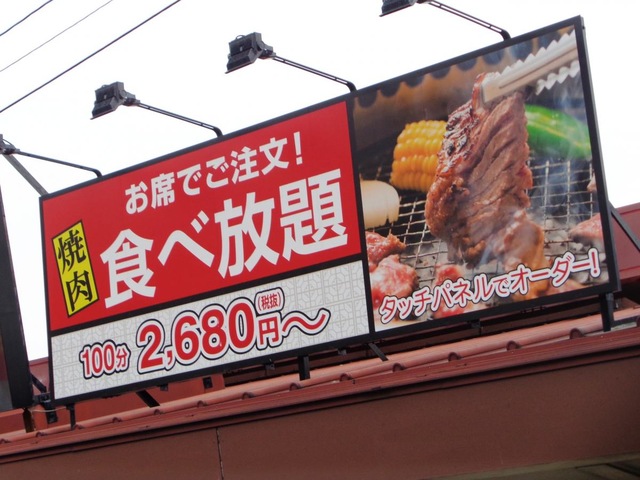 お席でご注文!
焼肉
食べ放題
100分 2,680円(税抜)〜
タッチパネルでオーダー!